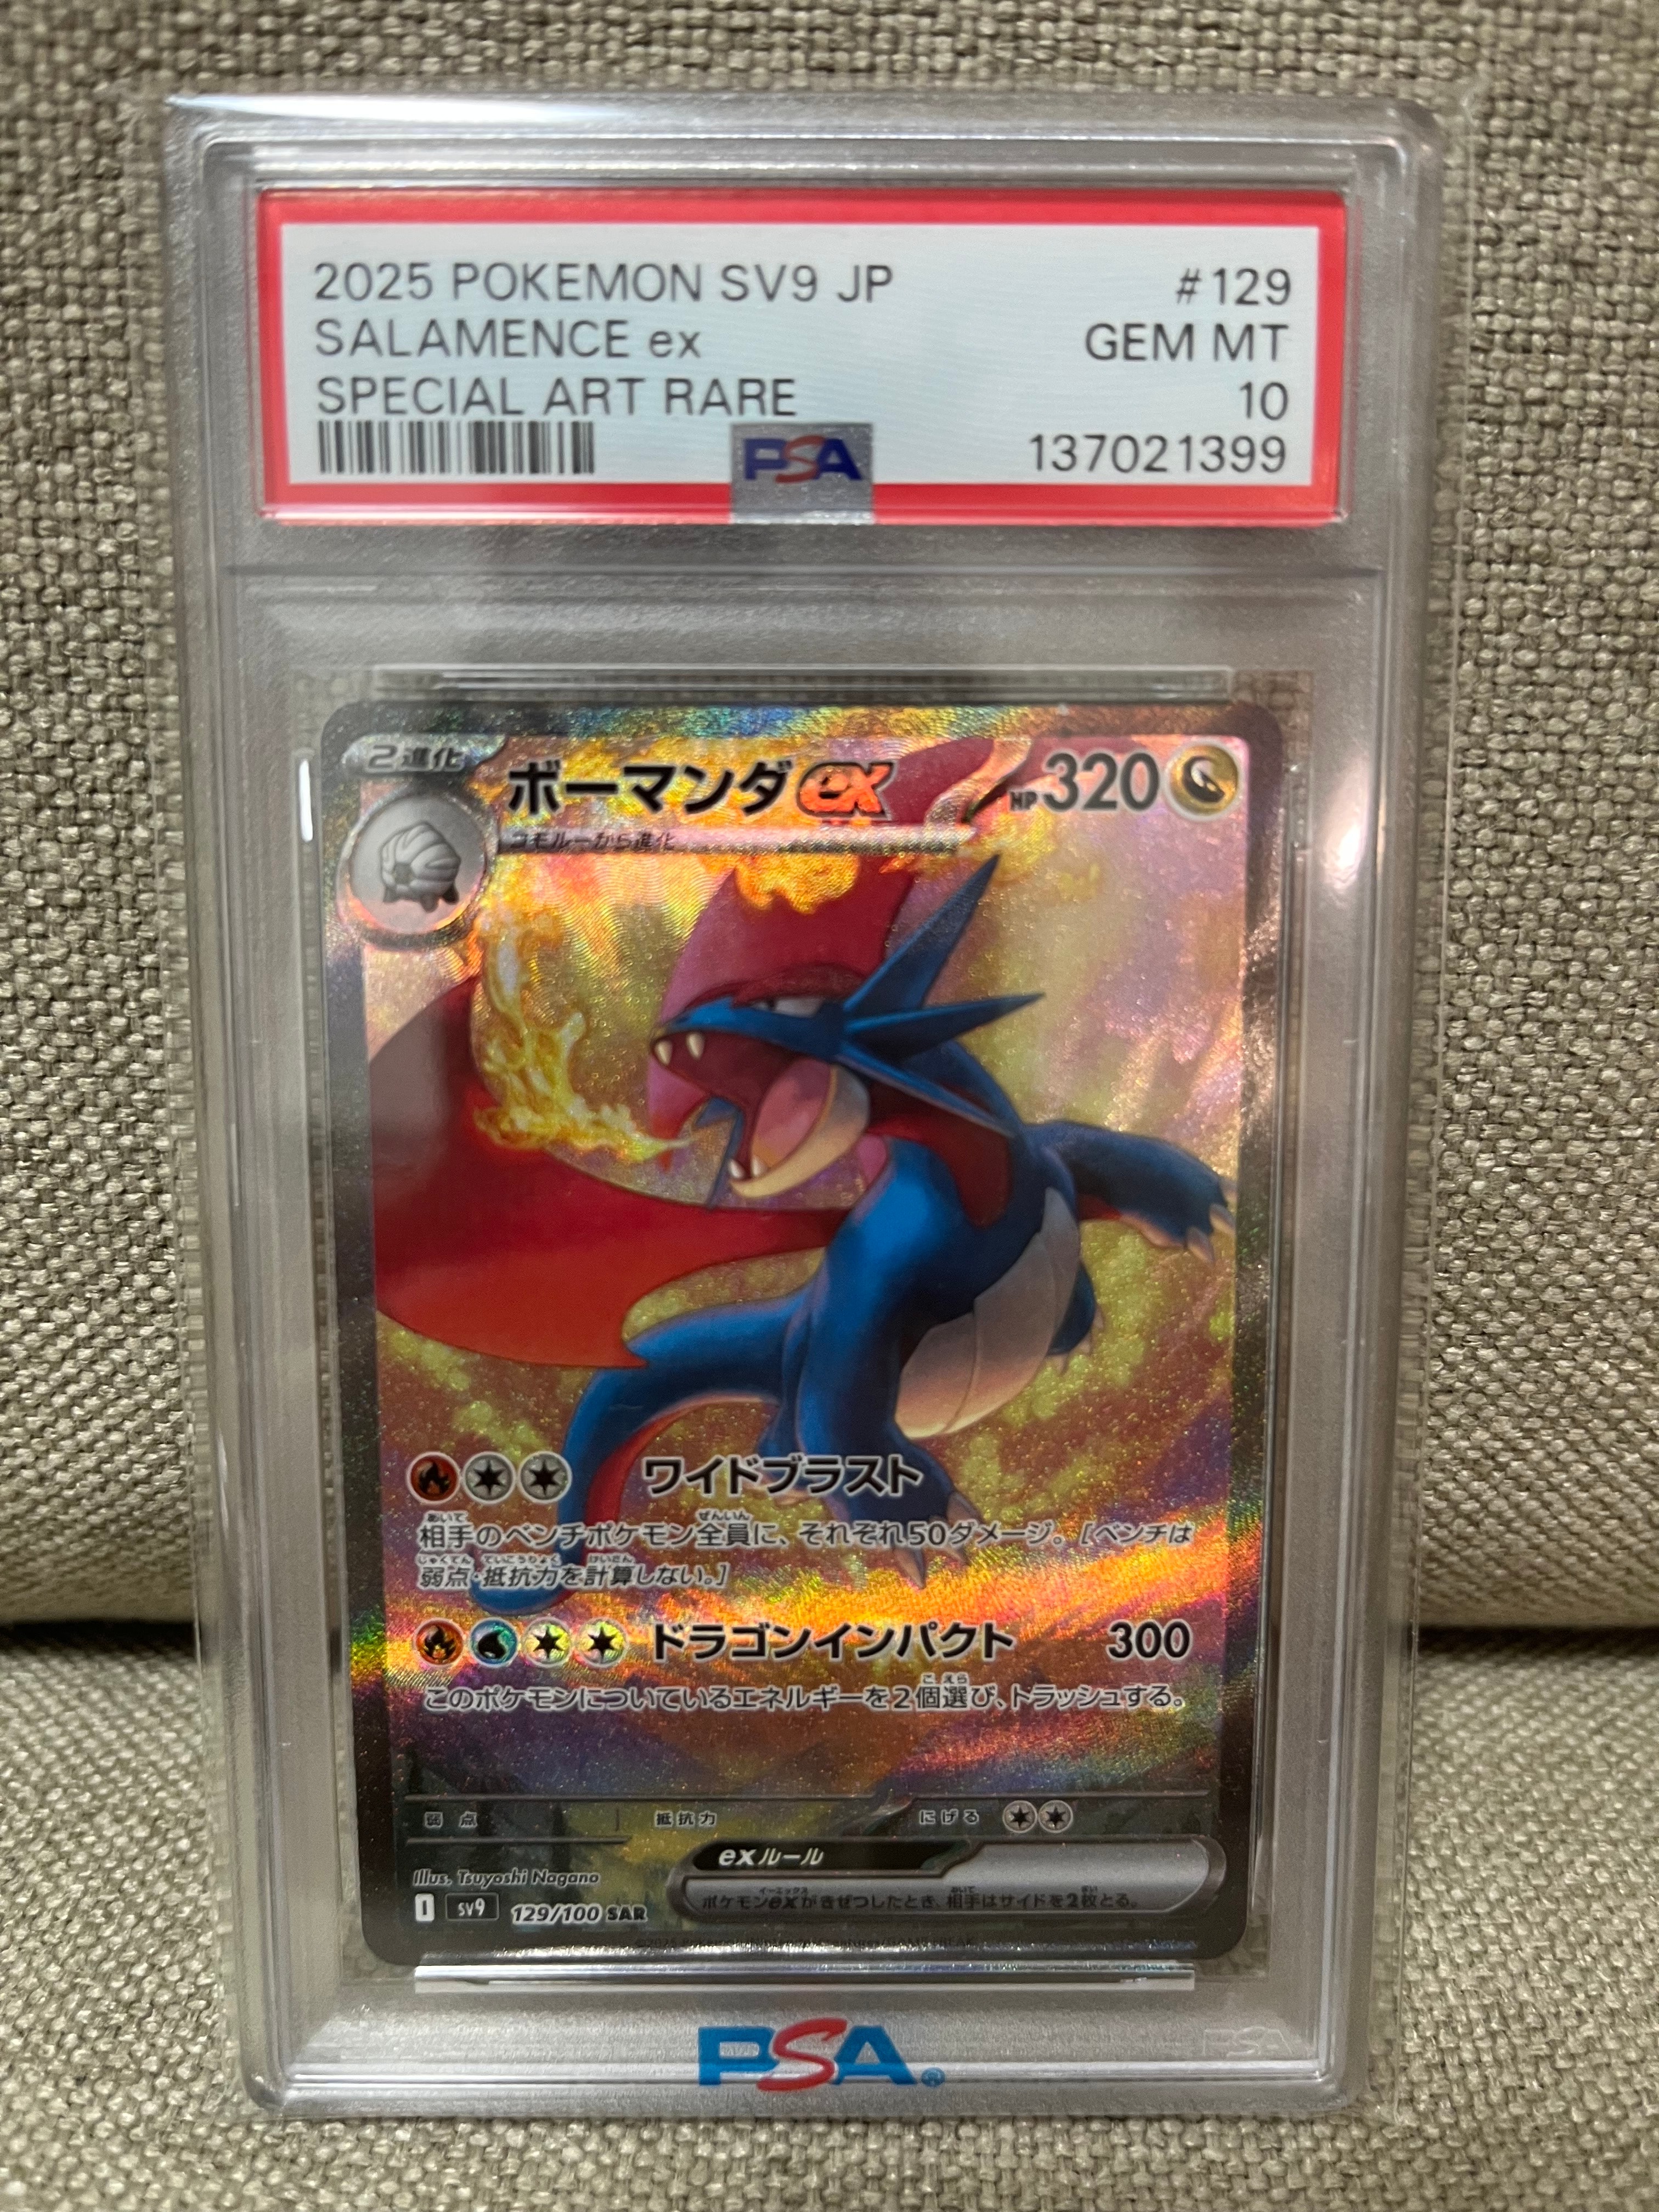 2025 POKEMON SV9 JP #129
SALAMENCE ex GEM MT
SPECIAL ART RARE 10
PSA 137021399
2進化 ボーマンダex HP320
コモルーから進化
ワイドブラスト
相手のベンチポケモン全員に、それぞれ50ダメージ。[ベンチは
弱点・抵抗力を計算しない。]
ドラゴンインパクト 300
このポケモンについているエネルギーを2個選び、トラッシュする。
弱点 抵抗力 にげる
exルール
Illus. Tsuyoshi Nagano
ポケモンexがきぜつしたとき、相手はサイドを2枚とる。
I sv9 129/100 SAR
PSA®